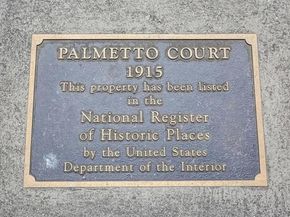 PALMETTO COURT
1915
This property has been listed
in the
National Register
of Historic Places
by the United States
Department of the Interior